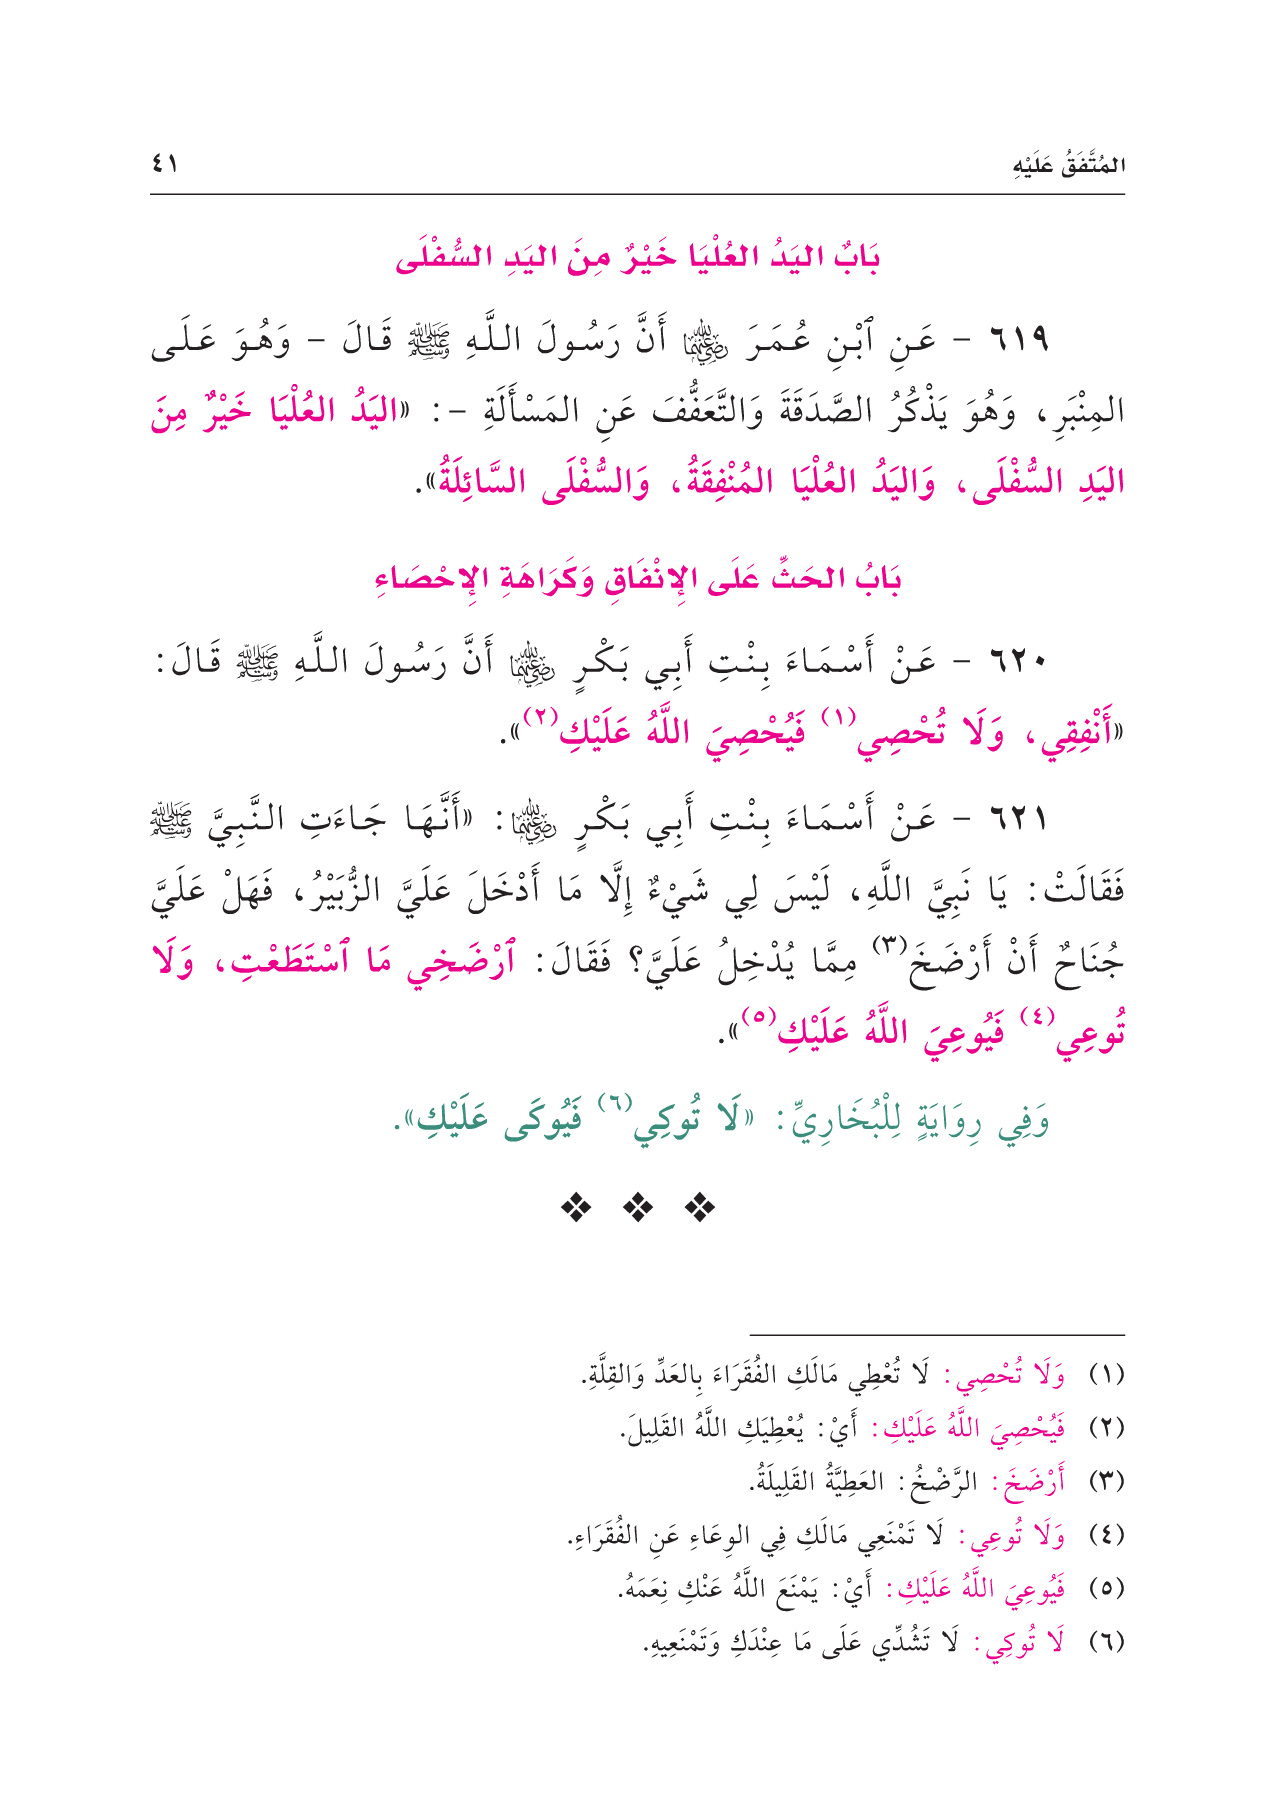 المُتَّفَقُ عَلَيْهِ ٤١
بَابٌ اليَدُ العُلْيَا خَيْرٌ مِنَ اليَدِ السُّفْلَى
٦١٩ - عَنِ ٱبْنِ عُمَرَ رضي الله عنهما أَنَّ رَسُولَ اللَّهِ ﷺ قَالَ - وَهُوَ عَلَى
المِنْبَرِ، وَهُوَ يَذْكُرُ الصَّدَقَةَ وَالتَّعَفُّفَ عَنِ المَسْأَلَةِ -: «اليَدُ العُلْيَا خَيْرٌ مِنَ
اليَدِ السُّفْلَى، وَاليَدُ العُلْيَا المُنْفِقَةُ، وَالسُّفْلَى السَّائِلَةُ».
بَابُ الحَثِّ عَلَى الإِنْفَاقِ وَكَرَاهَةِ الإِحْصَاءِ
٦٢٠ - عَنْ أَسْمَاءَ بِنْتِ أَبِي بَكْرٍ رضي الله عنهما أَنَّ رَسُولَ اللَّهِ ﷺ قَالَ:
«أَنْفِقِي، وَلَا تُحْصِي(١) فَيُحْصِيَ اللَّهُ عَلَيْكِ(٢)».
٦٢١ - عَنْ أَسْمَاءَ بِنْتِ أَبِي بَكْرٍ رضي الله عنهما: «أَنَّهَا جَاءَتِ النَّبِيَّ ﷺ
فَقَالَتْ: يَا نَبِيَّ اللَّهِ، لَيْسَ لِي شَيْءٌ إِلَّا مَا أَدْخَلَ عَلَيَّ الزُّبَيْرُ، فَهَلْ عَلَيَّ
جُنَاحٌ أَنْ أَرْضَخَ(٣) مِمَّا يُدْخِلُ عَلَيَّ؟ فَقَالَ: ٱرْضَخِي مَا ٱسْتَطَعْتِ، وَلَا
تُوعِي(٤) فَيُوعِيَ اللَّهُ عَلَيْكِ(٥)».
وَفِي رِوَايَةٍ لِلْبُخَارِيِّ: «لَا تُوكِي(٦) فَيُوكَى عَلَيْكِ».
(١) وَلَا تُحْصِي: لَا تُعْطِي مَالَكِ الفُقَرَاءَ بِالعَدِّ وَالقِلَّةِ.
(٢) فَيُحْصِيَ اللَّهُ عَلَيْكِ: أَيْ: يُعْطِيَكِ اللَّهُ القَلِيلَ.
(٣) أَرْضَخَ: الرَّضْخُ: العَطِيَّةُ القَلِيلَةُ.
(٤) وَلَا تُوعِي: لَا تَمْنَعِي مَالَكِ فِي الوِعَاءِ عَنِ الفُقَرَاءِ.
(٥) فَيُوعِيَ اللَّهُ عَلَيْكِ: أَيْ: يَمْنَعَ اللَّهُ عَنْكِ نِعَمَهُ.
(٦) لَا تُوكِي: لَا تَشُدِّي عَلَى مَا عِنْدَكِ وَتَمْنَعِيهِ.